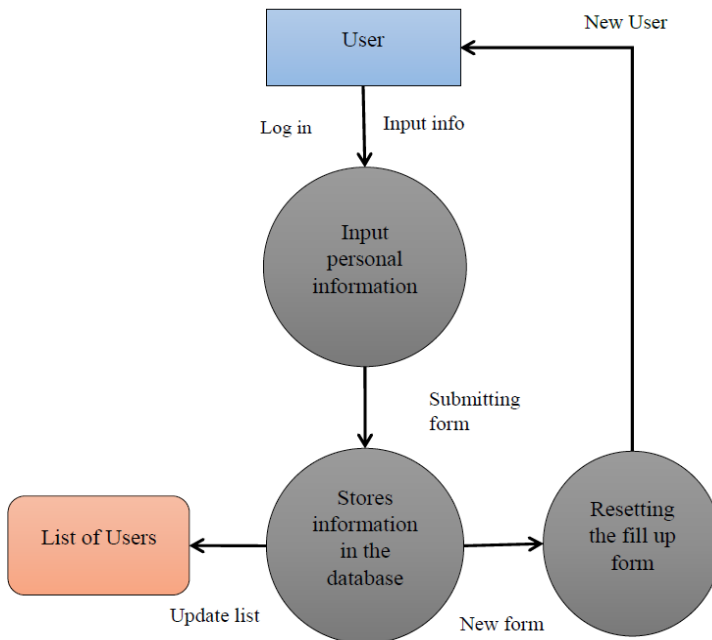 New User
User
Log in
Input info
Input
personal
information
Submitting
form
Stores
information
in the
database
Resetting
the fill up
form
List of Users
Update list
New form